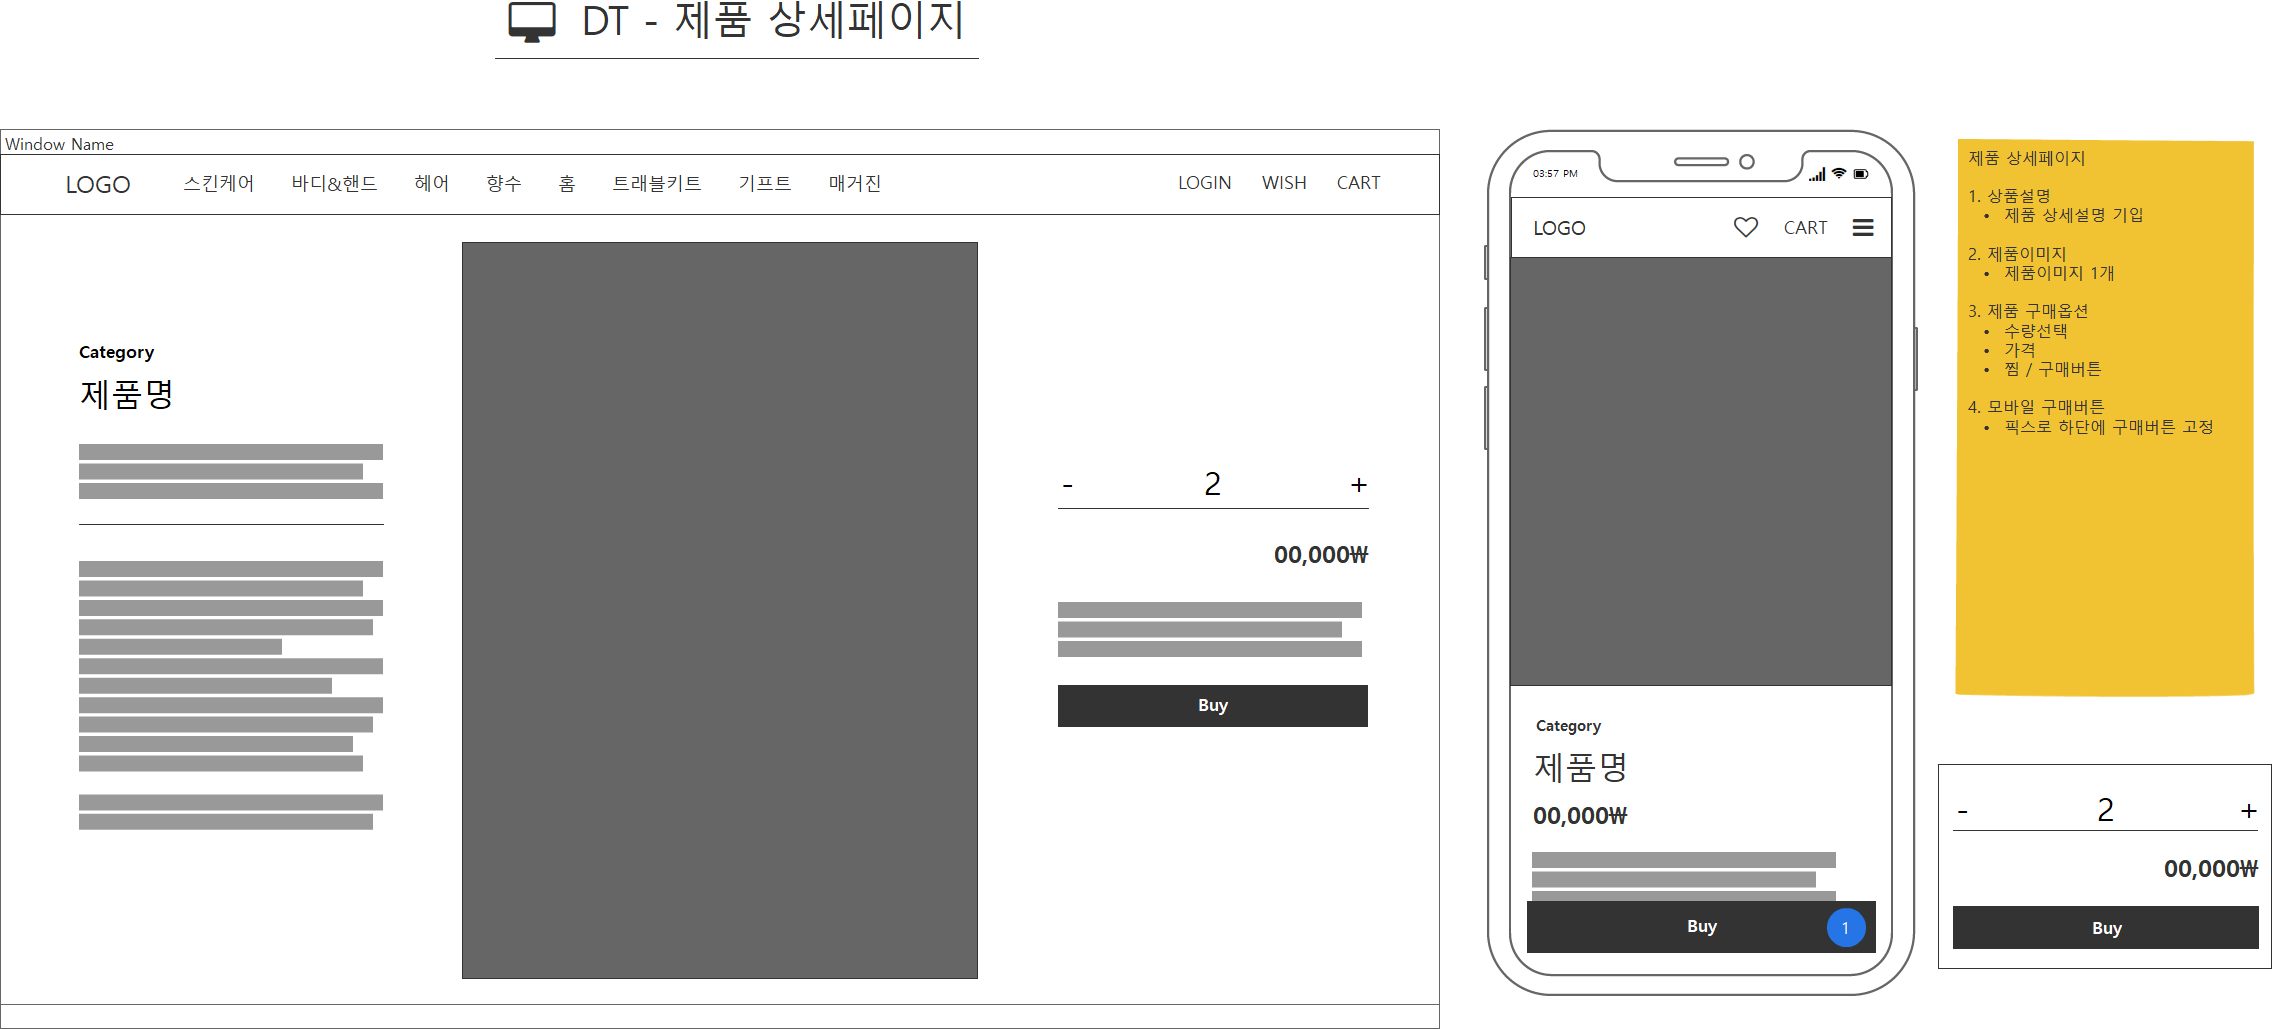 DT - 제품 상세페이지
Window Name
LOGO 스킨케어 바디&핸드 헤어 향수 홈 트래블키트 기프트 매거진 LOGIN WISH CART
Category
제품명
- 2 +
00,000₩
Buy
03:57 PM
LOGO CART
Category
제품명
00,000₩
Buy 1
제품 상세페이지
1. 상품설명
• 제품 상세설명 기입
2. 제품이미지
• 제품이미지 1개
3. 제품 구매옵션
• 수량선택
• 가격
• 찜 / 구매버튼
4. 모바일 구매버튼
• 픽스로 하단에 구매버튼 고정
- 2 +
00,000₩
Buy